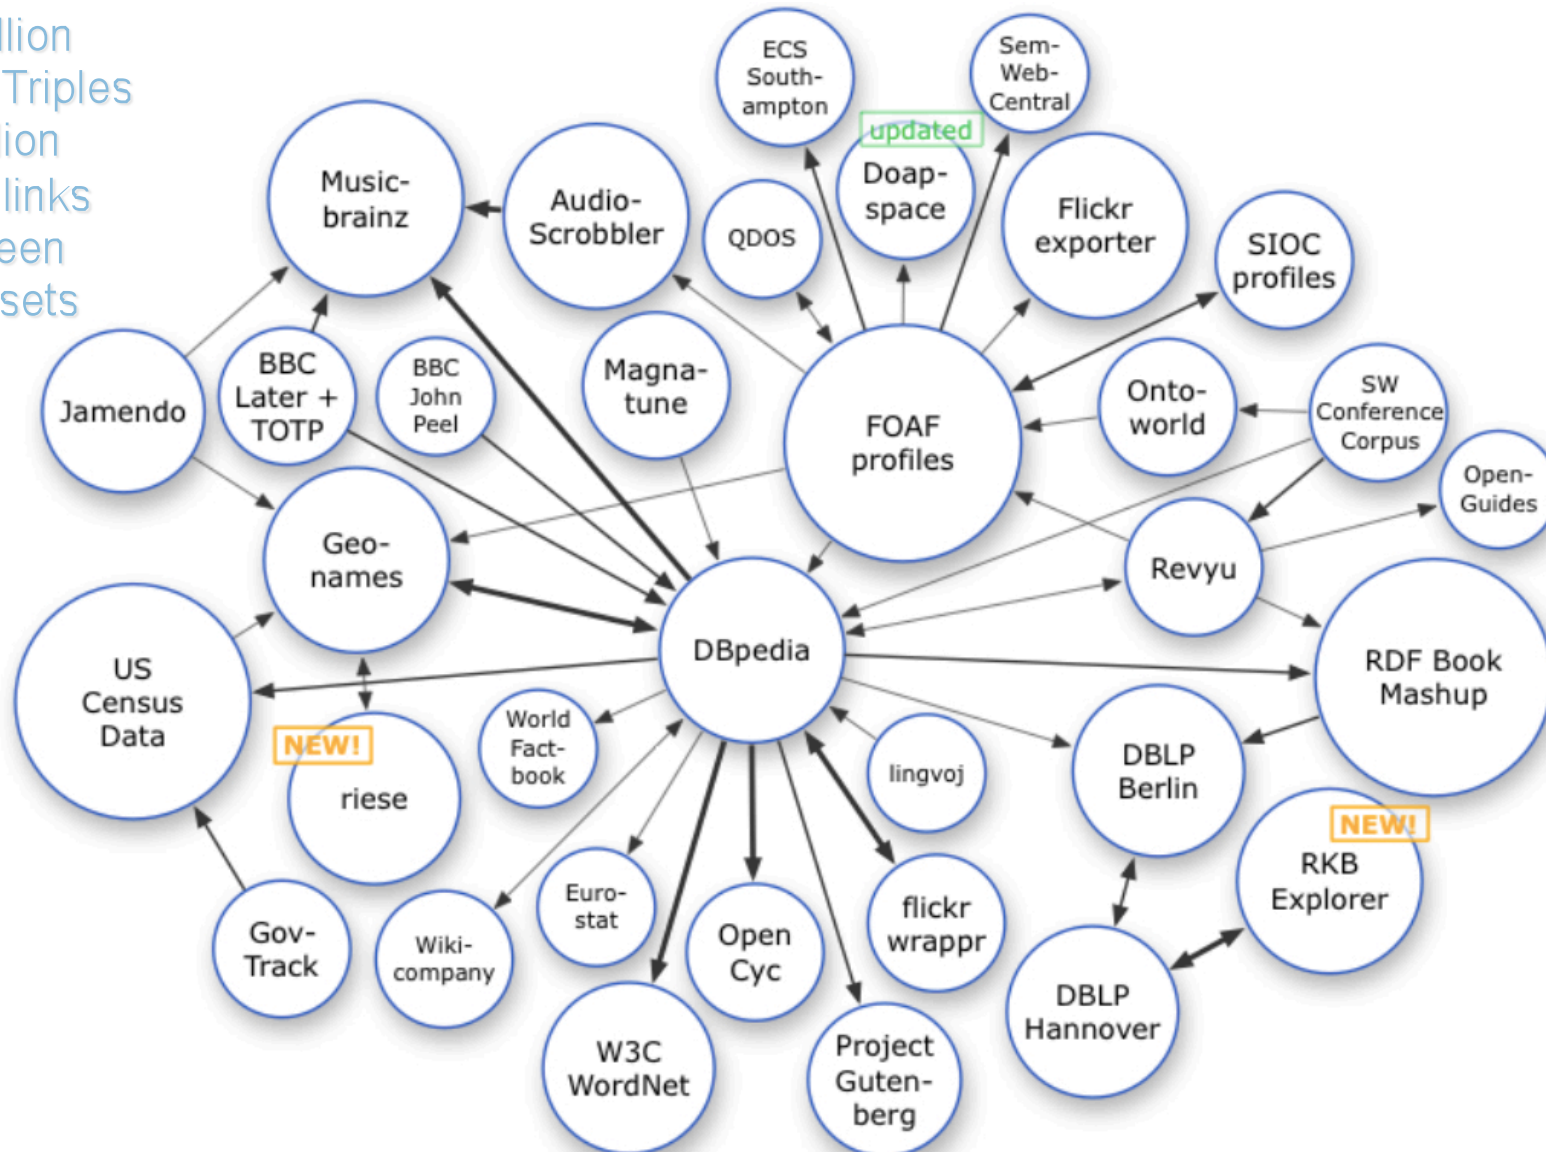 Triples
links
sets
ECS
South-
ampton
Sem-
Web-
Central
updated
Doap-
space
Music-
brainz
Audio-
Scrobbler
QDOS
Flickr
exporter
SIOC
profiles
Jamendo
BBC
Later +
TOTP
BBC
John
Peel
Magna-
tune
FOAF
profiles
Onto-
world
SW
Conference
Corpus
Open-
Guides
Geo-
names
Revyu
DBpedia
US
Census
Data
RDF Book
Mashup
NEW!
riese
World
Fact-
book
lingvoj
DBLP
Berlin
NEW!
RKB
Explorer
Gov-
Track
Wiki-
company
Euro-
stat
Open
Cyc
flickr
wrappr
DBLP
Hannover
W3C
WordNet
Project
Guten-
berg